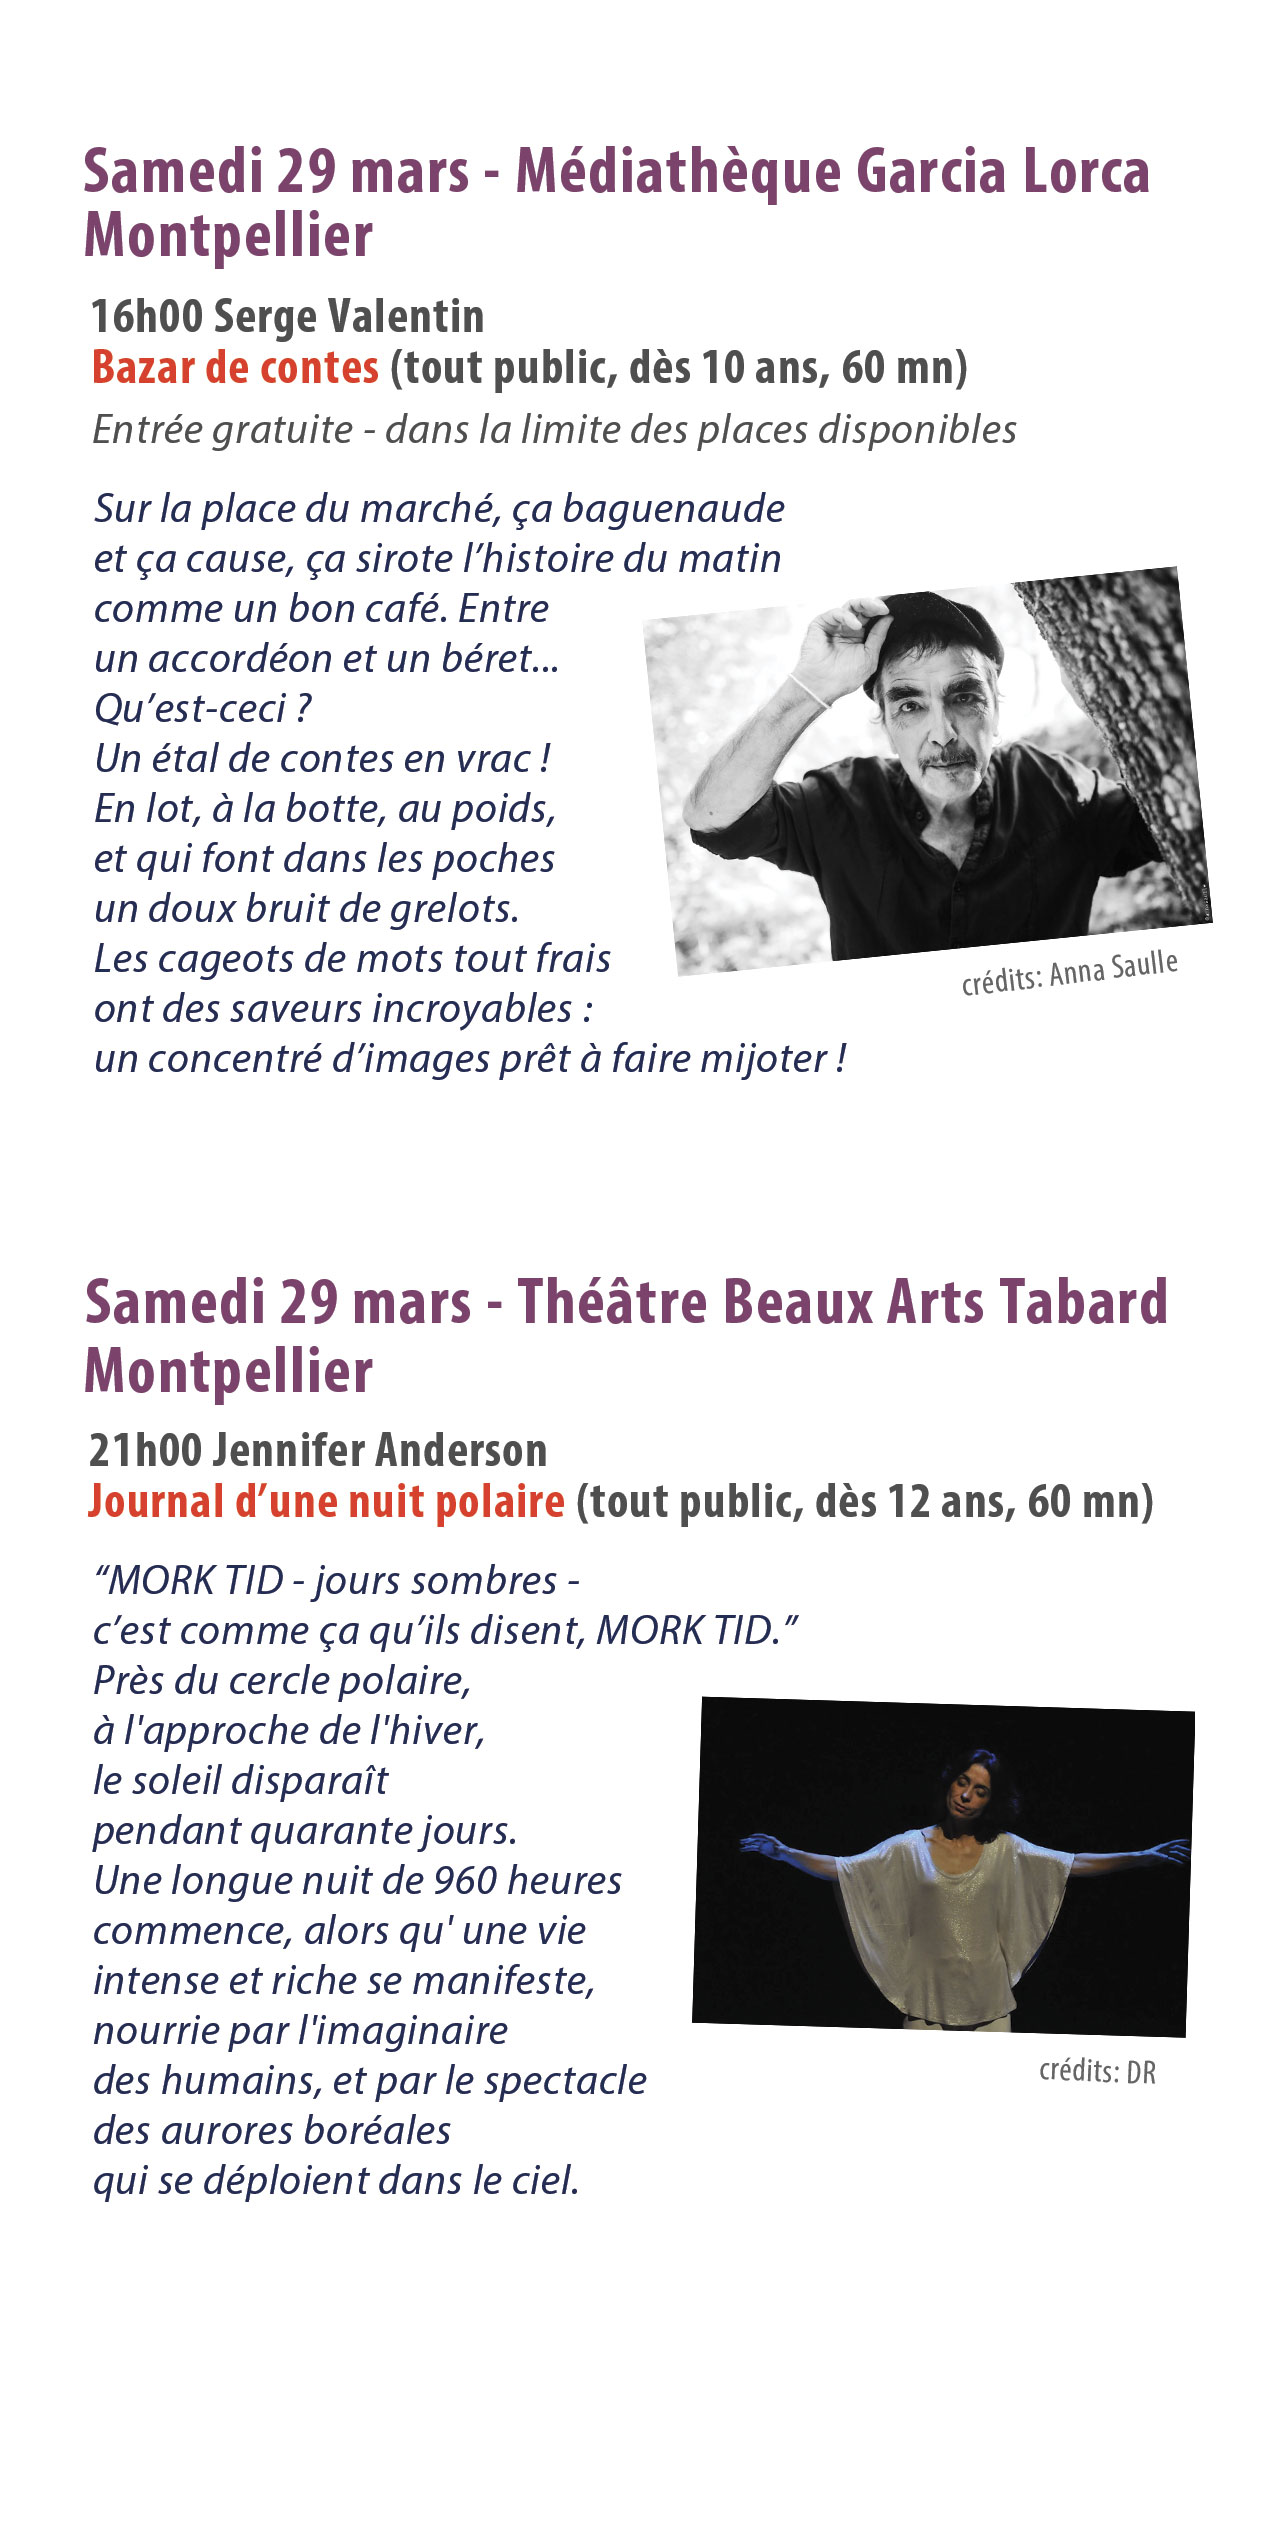 Samedi 29 mars - Médiathèque Garcia Lorca
Montpellier
16h00 Serge Valentin
Bazar de contes (tout public, dès 10 ans, 60 mn)
Entrée gratuite - dans la limite des places disponibles
Sur la place du marché, ça baguenaude
et ça cause, ça sirote l’histoire du matin
comme un bon café. Entre
un accordéon et un béret...
Qu’est-ceci ?
Un étal de contes en vrac !
En lot, à la botte, au poids,
et qui font dans les poches
un doux bruit de grelots.
Les cageots de mots tout frais
ont des saveurs incroyables :
un concentré d’images prêt à faire mijoter !
crédits: Anna Saulle
Samedi 29 mars - Théâtre Beaux Arts Tabard
Montpellier
21h00 Jennifer Anderson
Journal d’une nuit polaire (tout public, dès 12 ans, 60 mn)
“MORK TID - jours sombres -
c’est comme ça qu’ils disent, MORK TID.”
Près du cercle polaire,
à l'approche de l'hiver,
le soleil disparaît
pendant quarante jours.
Une longue nuit de 960 heures
commence, alors qu' une vie
intense et riche se manifeste,
nourrie par l'imaginaire
des humains, et par le spectacle
des aurores boréales
qui se déploient dans le ciel.
crédits: DR